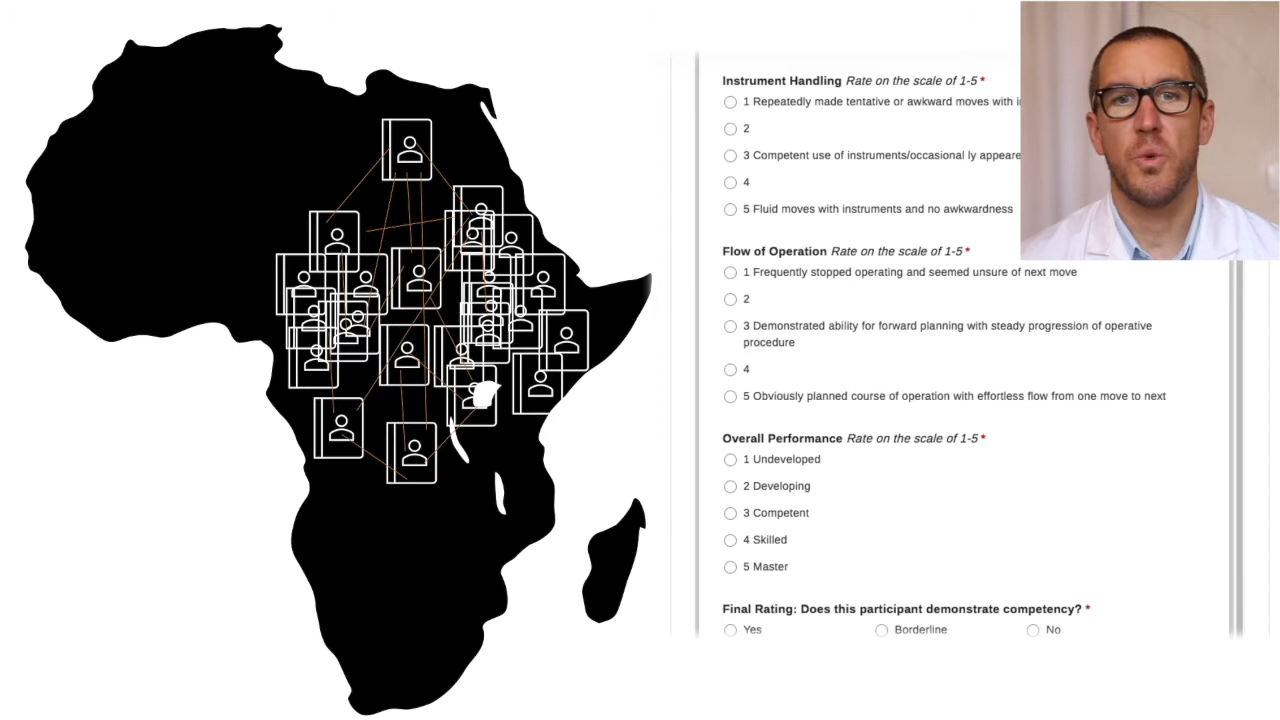 Instrument Handling Rate on the scale of 1-5 *
1 Repeatedly made tentative or awkward moves with
2
3 Competent use of instruments/occasional ly appeare
4
5 Fluid moves with instruments and no awkwardness
Flow of Operation Rate on the scale of 1-5 *
1 Frequently stopped operating and seemed unsure of next move
2
3 Demonstrated ability for forward planning with steady progression of operative
procedure
4
5 Obviously planned course of operation with effortless flow from one move to next
Overall Performance Rate on the scale of 1-5 *
1 Undeveloped
2 Developing
3 Competent
4 Skilled
5 Master
Final Rating: Does this participant demonstrate competency? *
Yes Borderline No